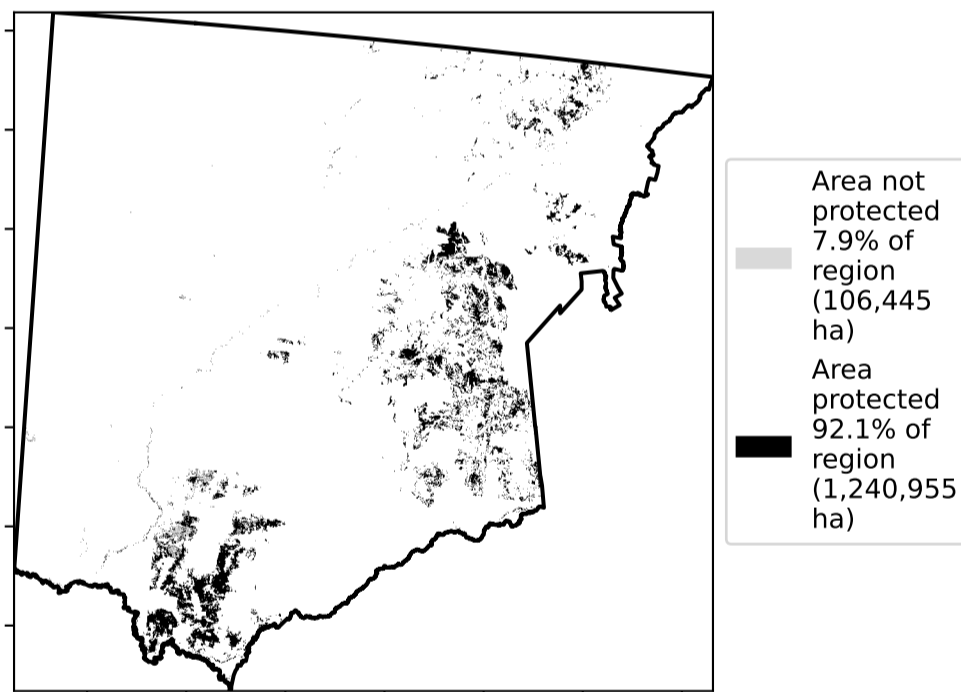 Area not
protected
7.9% of
region
(106,445
ha)
Area
protected
92.1% of
region
(1,240,955
ha)